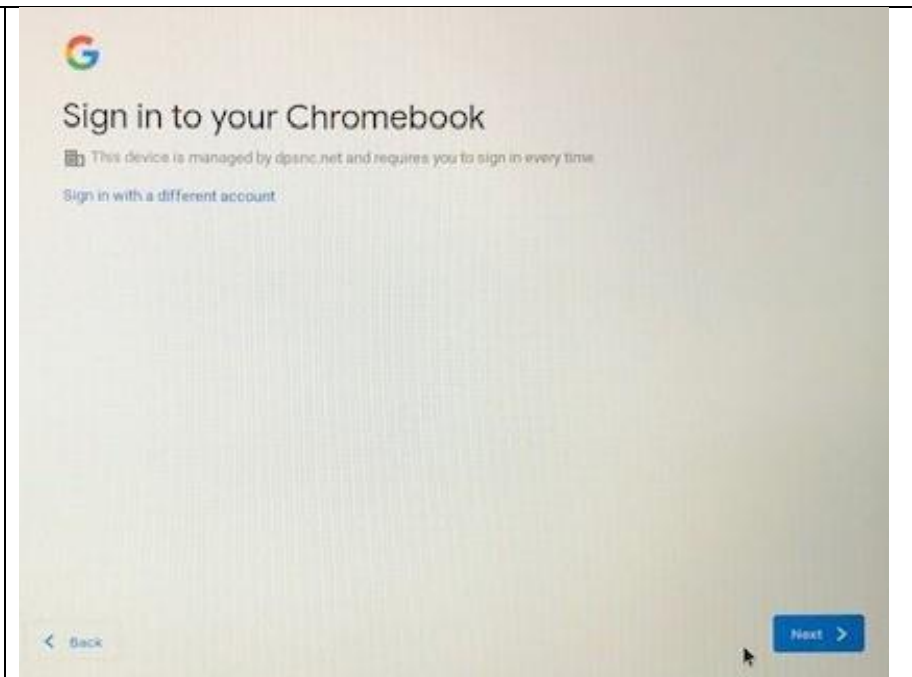 Sign in to your Chromebook
This device is managed by dpsnc.net and requires you to sign in every time
Sign in with a different account
Back
Next